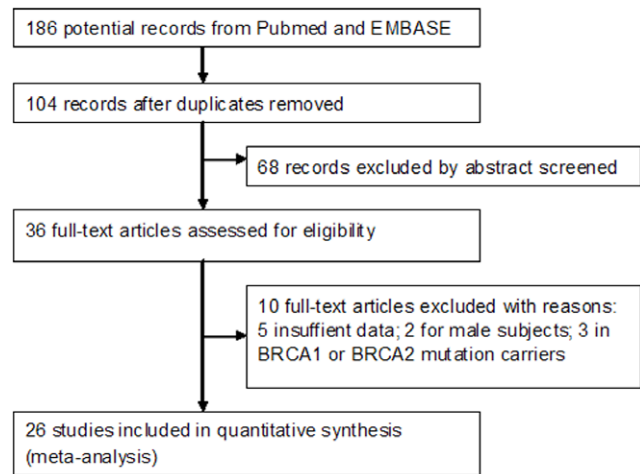 186 potential records from Pubmed and EMBASE
104 records after duplicates removed
68 records excluded by abstract screened
36 full-text articles assessed for eligibility
10 full-text articles excluded with reasons:
5 insuffient data; 2 for male subjects; 3 in
BRCA1 or BRCA2 mutation carriers
26 studies included in quantitative synthesis
(meta-analysis)